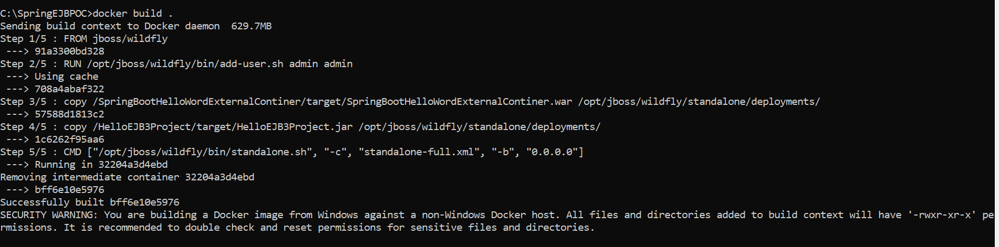 C:\SpringEJBPOC>docker build .
Sending build context to Docker daemon  629.7MB
Step 1/5 : FROM jboss/wildfly
 ---> 91a3300bd328
Step 2/5 : RUN /opt/jboss/wildfly/bin/add-user.sh admin admin
 ---> Using cache
 ---> 708a4abaf322
Step 3/5 : copy /SpringBootHelloWordExternalContiner/target/SpringBootHelloWordExternalContiner.war /opt/jboss/wildfly/standalone/deployments/
 ---> 57588d1813c2
Step 4/5 : copy /HelloEJB3Project/target/HelloEJB3Project.jar /opt/jboss/wildfly/standalone/deployments/
 ---> 1c6262f95aa6
Step 5/5 : CMD ["/opt/jboss/wildfly/bin/standalone.sh", "-c", "standalone-full.xml", "-b", "0.0.0.0"]
 ---> Running in 32204a3d4ebd
Removing intermediate container 32204a3d4ebd
 ---> bff6e10e5976
Successfully built bff6e10e5976
SECURITY WARNING: You are building a Docker image from Windows against a non-Windows Docker host. All files and directories added to build context will have '-rwxr-xr-x' pe
rmissions. It is recommended to double check and reset permissions for sensitive files and directories.